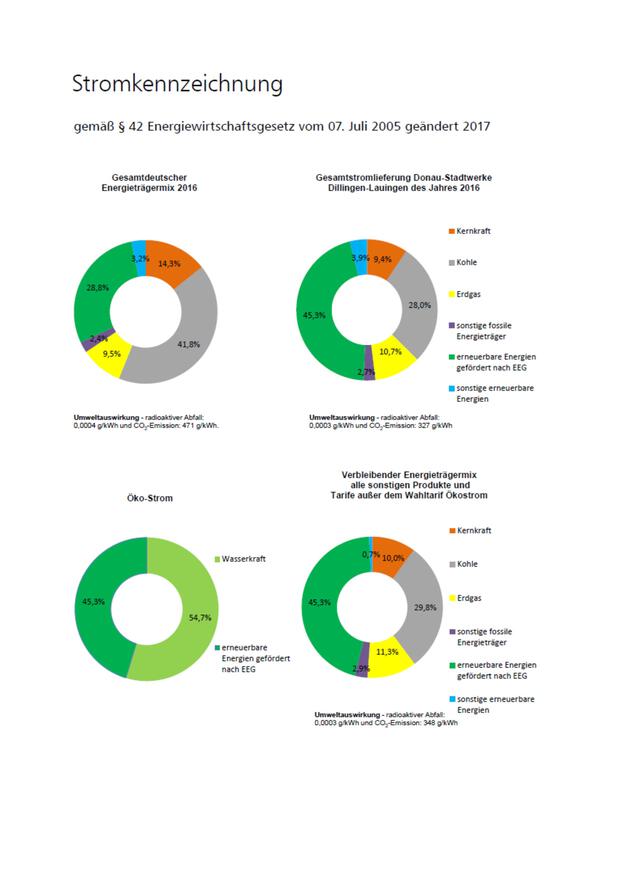 Stromkennzeichnung
gemäß § 42 Energiewirtschaftsgesetz vom 07. Juli 2005 geändert 2017
Gesamtdeutscher
Energieträgermix 2016
3,2%
14,3%
28,8%
2,4%
9,5%
41,8%
Umweltauswirkung - radioaktiver Abfall:
0,0004 g/kWh und CO₂-Emission: 471 g/kWh.
Gesamtstromlieferung Donau-Stadtwerke
Dillingen-Lauingen des Jahres 2016
3,9%
9,4%
28,0%
45,3%
10,7%
2,7%
Kernkraft
Kohle
Erdgas
sonstige fossile
Energieträger
erneuerbare Energien
gefördert nach EEG
sonstige erneuerbare
Energien
Umweltauswirkung - radioaktiver Abfall:
0,0003 g/kWh und CO₂-Emission: 327 g/kWh
Öko-Strom
45,3%
54,7%
Wasserkraft
erneuerbare
Energien gefördert
nach EEG
Verbleibender Energieträgermix
alle sonstigen Produkte und
Tarife außer dem Wahltarif Ökostrom
0,7%
10,0%
45,3%
29,8%
11,3%
2,9%
Kernkraft
Kohle
Erdgas
sonstige fossile
Energieträger
erneuerbare Energien
gefördert nach EEG
sonstige erneuerbare
Energien
Umweltauswirkung - radioaktiver Abfall:
0,0003 g/kWh und CO₂-Emission: 348 g/kWh